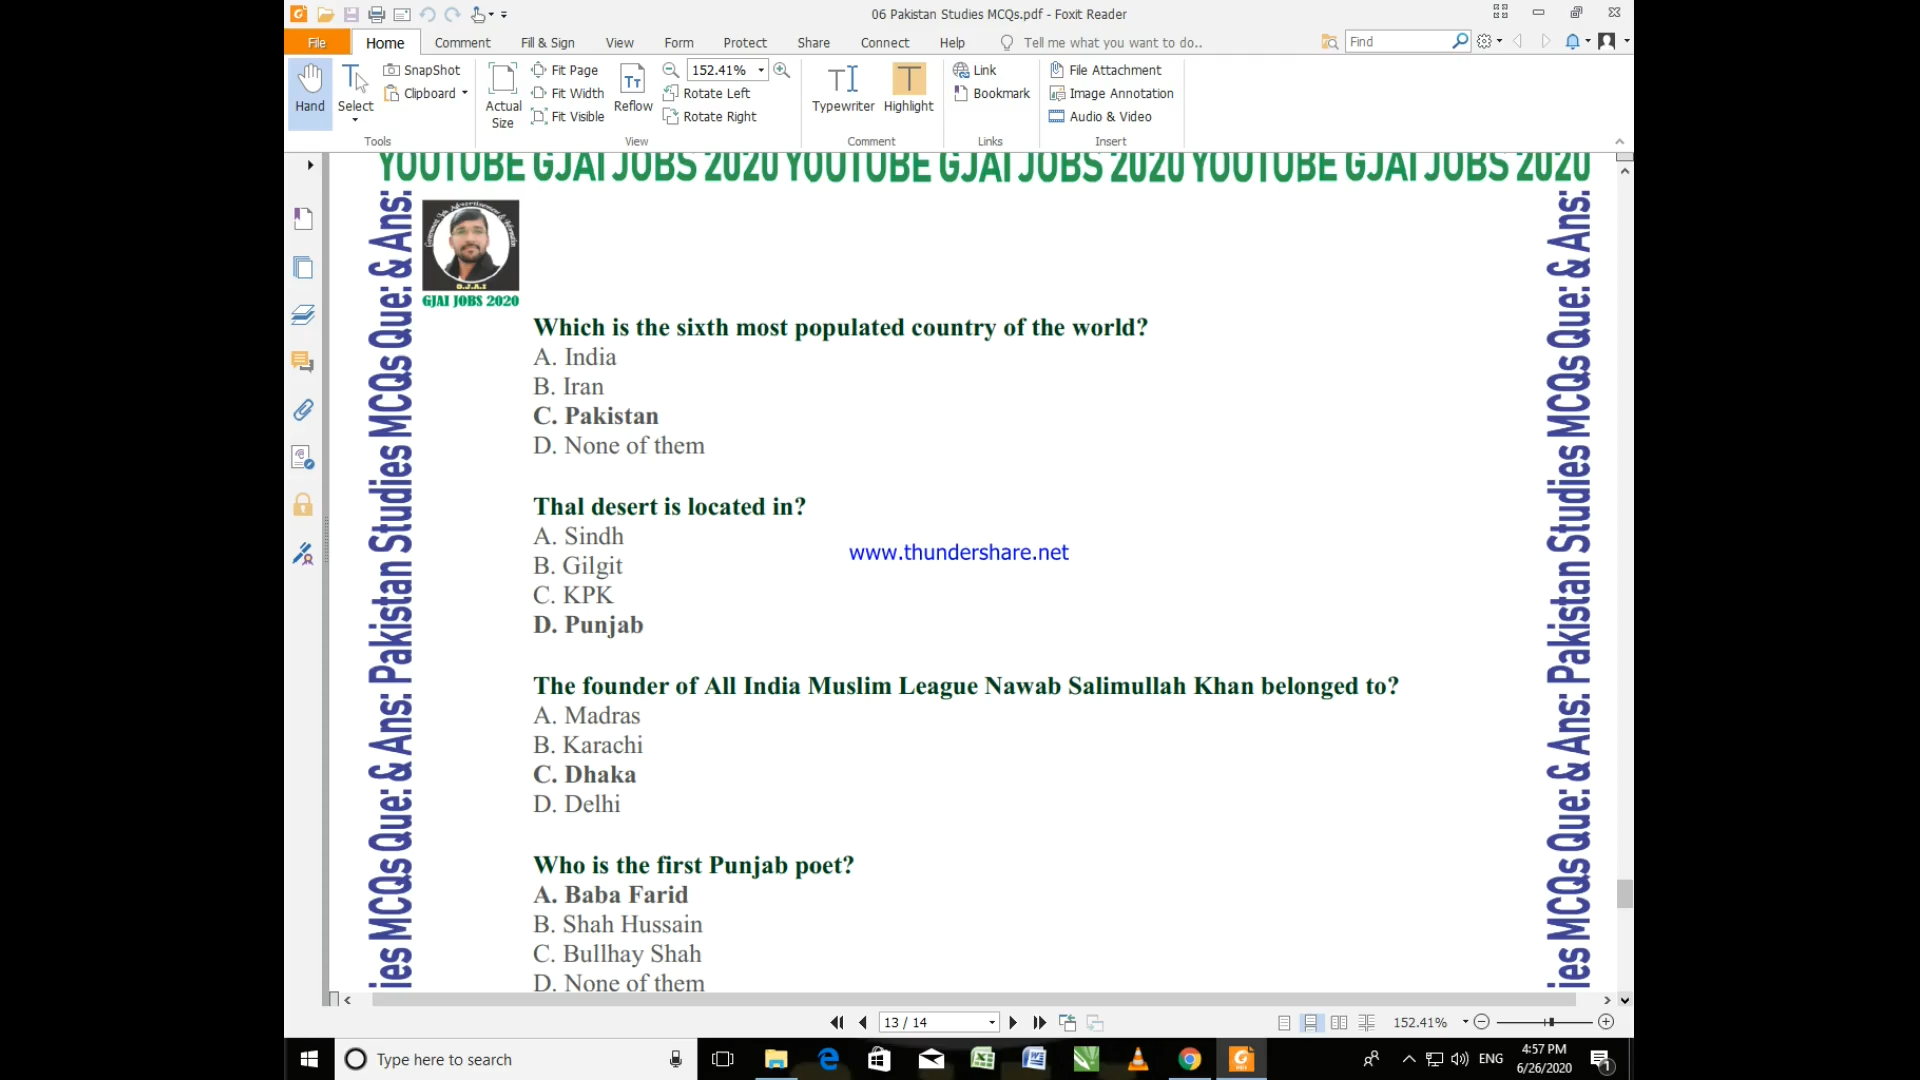 06 Pakistan Studies MCQs.pdf - Foxit Reader
File Home Comment Fill & Sign View Form Protect Share Connect Help Tell me what you want to do.. Find
Hand Select SnapShot Clipboard Actual Size Fit Page Fit Width Fit Visible Reflow 152.41% Rotate Left Rotate Right Typewriter Highlight Link Bookmark File Attachment Image Annotation Audio & Video
Tools View Comment Links Insert
YOUTUBE GJAI JOBS 2020 YOUTUBE GJAI JOBS 2020 YOUTUBE GJAI JOBS 2020
ies MCQs Que: & Ans: Pakistan Studies MCQs Que: & Ans:
G.J.A.I
GJAI JOBS 2020
Which is the sixth most populated country of the world?
A. India
B. Iran
C. Pakistan
D. None of them
Thal desert is located in?
A. Sindh
B. Gilgit
C. KPK
D. Punjab
www.thundershare.net
The founder of All India Muslim League Nawab Salimullah Khan belonged to?
A. Madras
B. Karachi
C. Dhaka
D. Delhi
Who is the first Punjab poet?
A. Baba Farid
B. Shah Hussain
C. Bullhay Shah
D. None of them
ies MCQs Que: & Ans: Pakistan Studies MCQs Que: & Ans:
13 / 14
152.41%
Type here to search
ENG
4:57 PM
6/26/2020
1